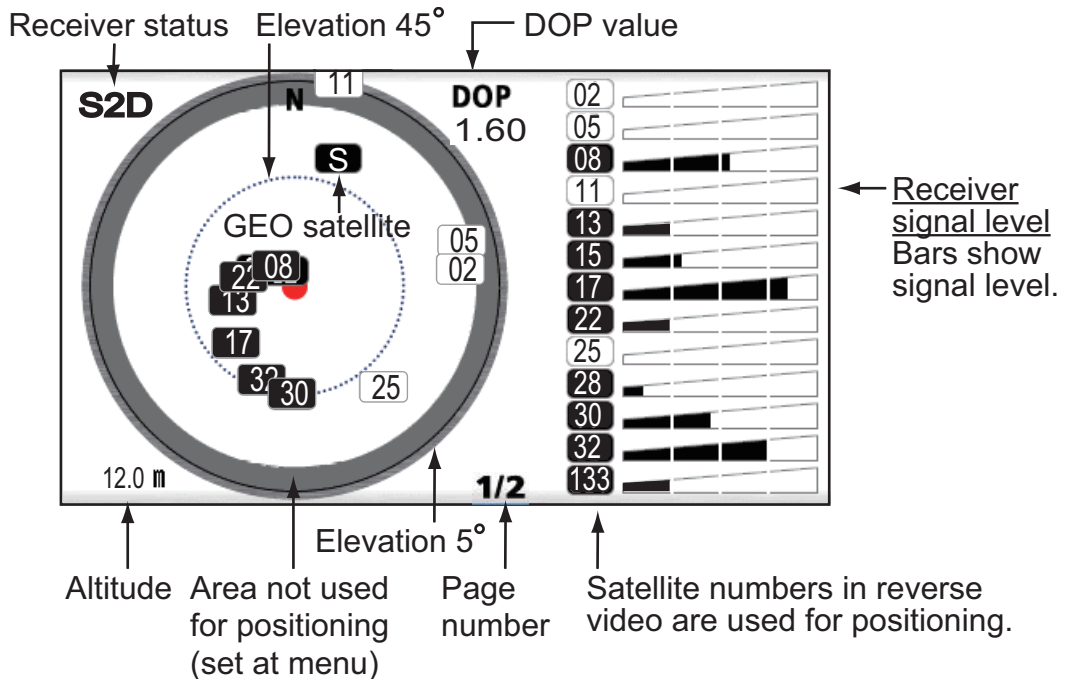 Receiver status
Elevation 45°
DOP value
S2D
N
11
DOP
1.60
S
GEO satellite
05
02
22
08
13
17
32
30
25
12.0 m
1/2
02
05
08
11
13
15
17
22
25
28
30
32
133
Receiver
signal level
Bars show
signal level.
Elevation 5°
Altitude
Area not used
for positioning
(set at menu)
Page
number
Satellite numbers in reverse
video are used for positioning.